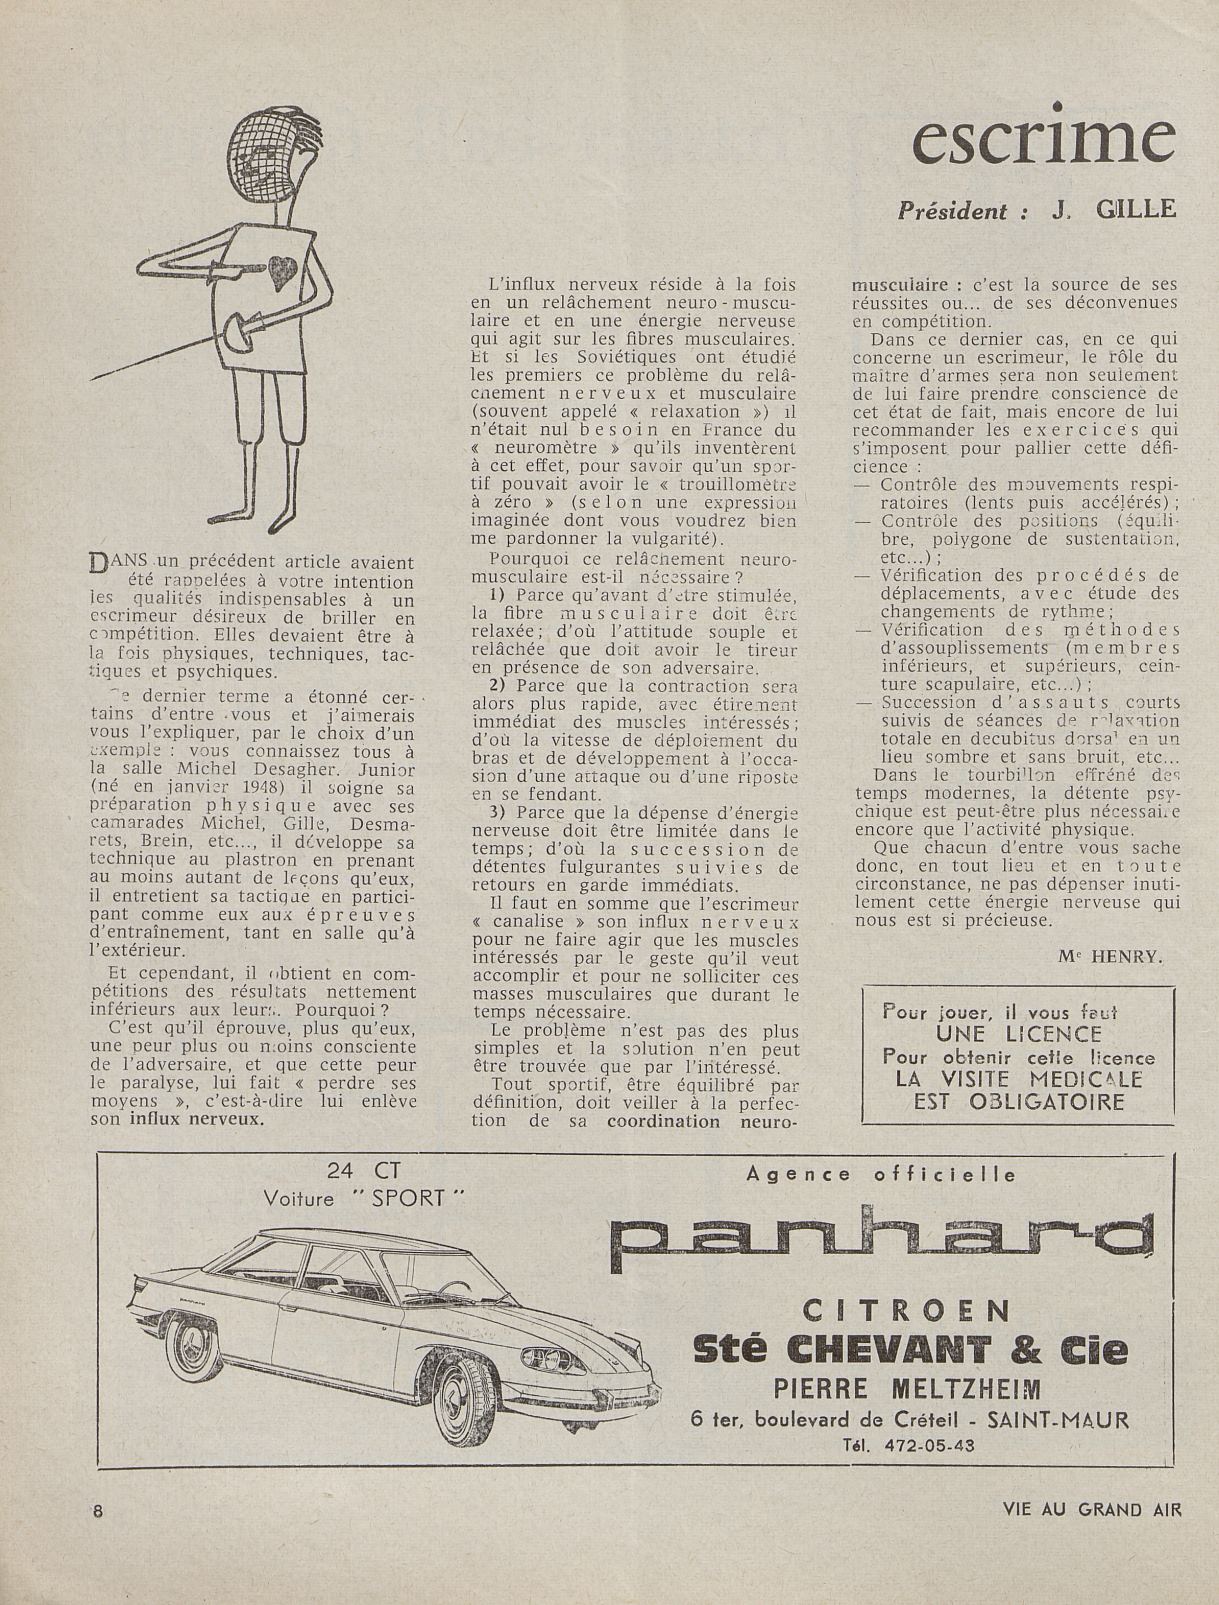 escrime
Président : J. GILLE
DANS un précédent article avaient
été rappelées à votre intention
les qualités indispensables à un
escrimeur désireux de briller en
compétition. Elles devaient être à
la fois physiques, techniques, tac-
tiques et psychiques.
Ce dernier terme a étonné cer-
tains d'entre vous et j'aimerais
vous l'expliquer, par le choix d'un
exemple : vous connaissez tous à
la salle Michel Desagher. Junior
(né en janvier 1948) il soigne sa
préparation physique avec ses
camarades Michel, Gille, Desma-
rets, Brein, etc..., il développe sa
technique au plastron en prenant
au moins autant de leçons qu'eux,
il entretient sa tactique en partici-
pant comme eux aux épreuves
d'entraînement, tant en salle qu'à
l'extérieur.
Et cependant, il obtient en com-
pétitions des résultats nettement
inférieurs aux leurs. Pourquoi ?
C'est qu'il éprouve, plus qu'eux,
une peur plus ou moins consciente
de l'adversaire, et que cette peur
le paralyse, lui fait « perdre ses
moyens », c'est-à-dire lui enlève
son influx nerveux.
L'influx nerveux réside à la fois
en un relâchement neuro-muscu-
laire et en une énergie nerveuse
qui agit sur les fibres musculaires.
Et si les Soviétiques ont étudié
les premiers ce problème du relâ-
chement nerveux et musculaire
(souvent appelé « relaxation ») il
n'était nul besoin en France du
« neuromètre » qu'ils inventèrent
à cet effet, pour savoir qu'un spor-
tif pouvait avoir le « trouillomètre
à zéro » (selon une expression
imaginée dont vous voudrez bien
me pardonner la vulgarité).
Pourquoi ce relâchement neuro-
musculaire est-il nécessaire ?
1) Parce qu'avant d'être stimulée,
la fibre musculaire doit être
relaxée ; d'où l'attitude souple et
relâchée que doit avoir le tireur
en présence de son adversaire.
2) Parce que la contraction sera
alors plus rapide, avec étirement
immédiat des muscles intéressés ;
d'où la vitesse de déploiement du
bras et de développement à l'occa-
sion d'une attaque ou d'une riposte
en se fendant.
3) Parce que la dépense d'énergie
nerveuse doit être limitée dans le
temps ; d'où la succession de
détentes fulgurantes suivies de
retours en garde immédiats.
Il faut en somme que l'escrimeur
« canalise » son influx nerveux
pour ne faire agir que les muscles
intéressés par le geste qu'il veut
accomplir et pour ne solliciter ces
masses musculaires que durant le
temps nécessaire.
Le problème n'est pas des plus
simples et la solution n'en peut
être trouvée que par l'intéressé.
Tout sportif, être équilibré par
définition, doit veiller à la perfec-
tion de sa coordination neuro-
musculaire : c'est la source de ses
réussites ou... de ses déconvenues
en compétition.
Dans ce dernier cas, en ce qui
concerne un escrimeur, le rôle du
maître d'armes sera non seulement
de lui faire prendre conscience de
cet état de fait, mais encore de lui
recommander les exercices qui
s'imposent pour pallier cette défi-
cience :
— Contrôle des mouvements respi-
ratoires (lents puis accélérés) ;
— Contrôle des positions (équili-
bre, polygone de sustentation,
etc...) ;
— Vérification des procédés de
déplacements, avec étude des
changements de rythme ;
— Vérification des méthodes
d'assouplissements (membres
inférieurs, et supérieurs, cein-
ture scapulaire, etc...) ;
— Succession d'assauts courts
suivis de séances de relaxation
totale en decubitus dorsal en un
lieu sombre et sans bruit, etc...
Dans le tourbillon effréné des
temps modernes, la détente psy-
chique est peut-être plus nécessaire
encore que l'activité physique.
Que chacun d'entre vous sache
donc, en tout lieu et en toute
circonstance, ne pas dépenser inuti-
lement cette énergie nerveuse qui
nous est si précieuse.
Me HENRY.
Pour jouer, il vous faut
UNE LICENCE
Pour obtenir cette licence
LA VISITE MEDICALE
EST OBLIGATOIRE
24 CT
Voiture "SPORT"
Agence officielle
panhard
CITROEN
Sté CHEVANT & Cie
PIERRE MELTZHEIM
6 ter, boulevard de Créteil - SAINT-MAUR
Tél. 472-05-43
8
VIE AU GRAND AIR